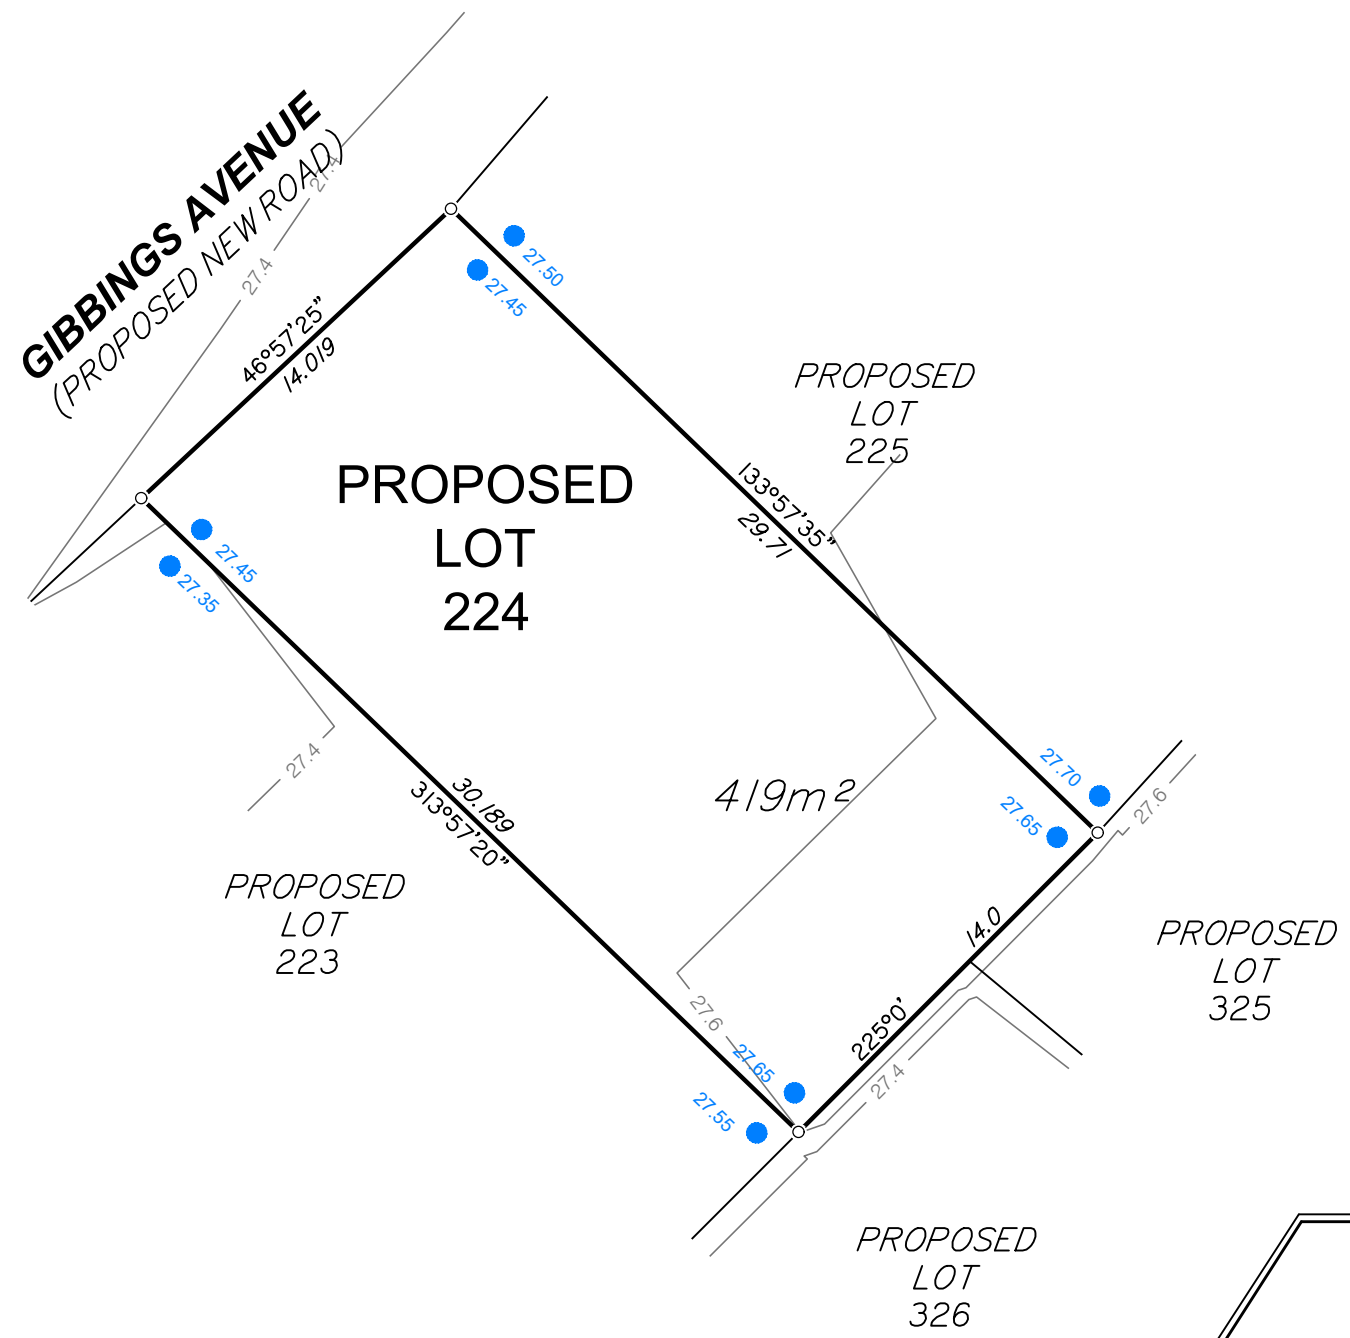 GIBBINGS AVENUE
(PROPOSED NEW ROAD)
27.4
27.4
46°57'25"
14.019
27.50
27.45
PROPOSED
LOT
225
133°57'35"
29.71
PROPOSED
LOT
224
27.45
27.35
27.4
30.189
313°57'20"
419m²
27.70
27.65
27.6
PROPOSED
LOT
223
14.0
225°0'
PROPOSED
LOT
325
27.6
27.65
27.55
27.4
PROPOSED
LOT
326